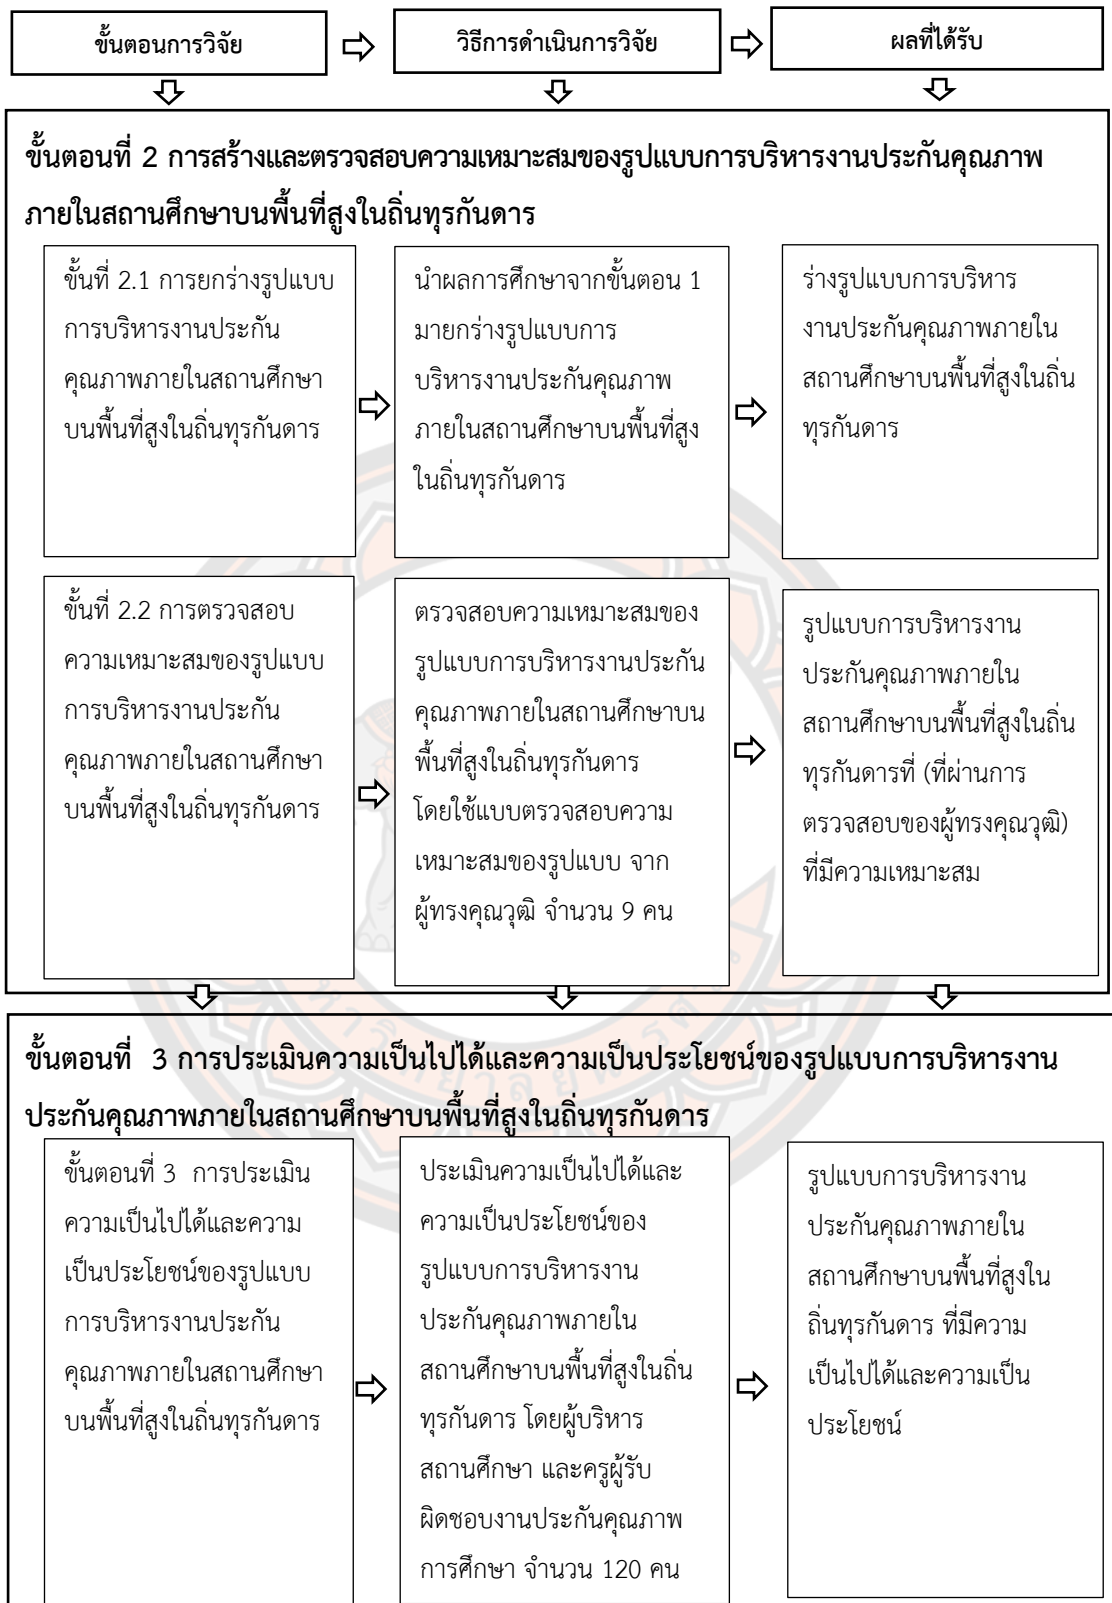 ขั้นตอนการวิจัย
วิธีการดำเนินการวิจัย
ผลที่ได้รับ
ขั้นตอนที่ 2 การสร้างและตรวจสอบความเหมาะสมของรูปแบบการบริหารงานประกันคุณภาพ
ภายในสถานศึกษาบนพื้นที่สูงในถิ่นทุรกันดาร
ขั้นที่ 2.1 การยกร่างรูปแบบ
การบริหารงานประกัน
คุณภาพภายในสถานศึกษา
บนพื้นที่สูงในถิ่นทุรกันดาร
นำผลการศึกษาจากขั้นตอน 1
มายกร่างรูปแบบการ
บริหารงานประกันคุณภาพ
ภายในสถานศึกษาบนพื้นที่สูง
ในถิ่นทุรกันดาร
ร่างรูปแบบการบริหาร
งานประกันคุณภาพภายใน
สถานศึกษาบนพื้นที่สูงในถิ่น
ทุรกันดาร
ขั้นที่ 2.2 การตรวจสอบ
ความเหมาะสมของรูปแบบ
การบริหารงานประกัน
คุณภาพภายในสถานศึกษา
บนพื้นที่สูงในถิ่นทุรกันดาร
ตรวจสอบความเหมาะสมของ
รูปแบบการบริหารงานประกัน
คุณภาพภายในสถานศึกษาบน
พื้นที่สูงในถิ่นทุรกันดาร
โดยใช้แบบตรวจสอบความ
เหมาะสมของรูปแบบ จาก
ผู้ทรงคุณวุฒิ จำนวน 9 คน
รูปแบบการบริหารงาน
ประกันคุณภาพภายใน
สถานศึกษาบนพื้นที่สูงในถิ่น
ทุรกันดารที่ (ที่ผ่านการ
ตรวจสอบของผู้ทรงคุณวุฒิ)
ที่มีความเหมาะสม
ขั้นตอนที่  3 การประเมินความเป็นไปได้และความเป็นประโยชน์ของรูปแบบการบริหารงาน
ประกันคุณภาพภายในสถานศึกษาบนพื้นที่สูงในถิ่นทุรกันดาร
ขั้นตอนที่ 3  การประเมิน
ความเป็นไปได้และความ
เป็นประโยชน์ของรูปแบบ
การบริหารงานประกัน
คุณภาพภายในสถานศึกษา
บนพื้นที่สูงในถิ่นทุรกันดาร
ประเมินความเป็นไปได้และ
ความเป็นประโยชน์ของ
รูปแบบการบริหารงาน
ประกันคุณภาพภายใน
สถานศึกษาบนพื้นที่สูงในถิ่น
ทุรกันดาร โดยผู้บริหาร
สถานศึกษา และครูผู้รับ
ผิดชอบงานประกันคุณภาพ
การศึกษา จำนวน 120 คน
รูปแบบการบริหารงาน
ประกันคุณภาพภายใน
สถานศึกษาบนพื้นที่สูงใน
ถิ่นทุรกันดาร ที่มีความ
เป็นไปได้และความเป็น
ประโยชน์